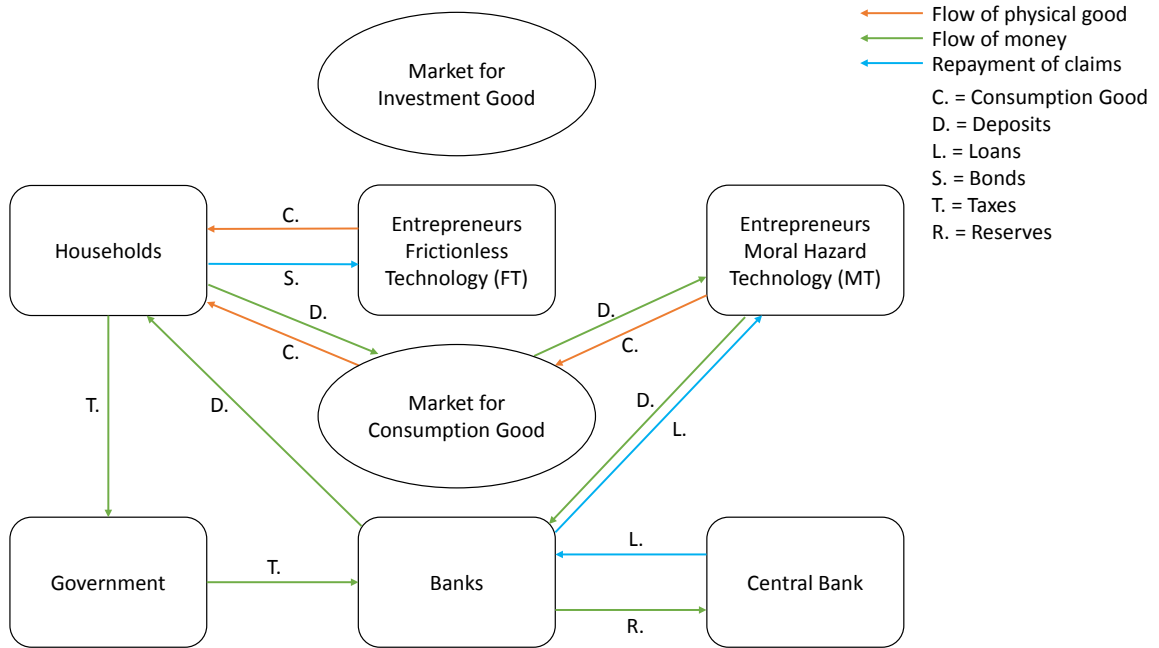 Flow of physical good
Flow of money
Repayment of claims
C. = Consumption Good
D. = Deposits
L. = Loans
S. = Bonds
T. = Taxes
R. = Reserves
Market for
Investment Good
Households
C.
S.
Entrepreneurs
Frictionless
Technology (FT)
Entrepreneurs
Moral Hazard
Technology (MT)
D.
C.
D.
C.
Market for
Consumption Good
T.
D.
D.
L.
Government
T.
Banks
L.
R.
Central Bank